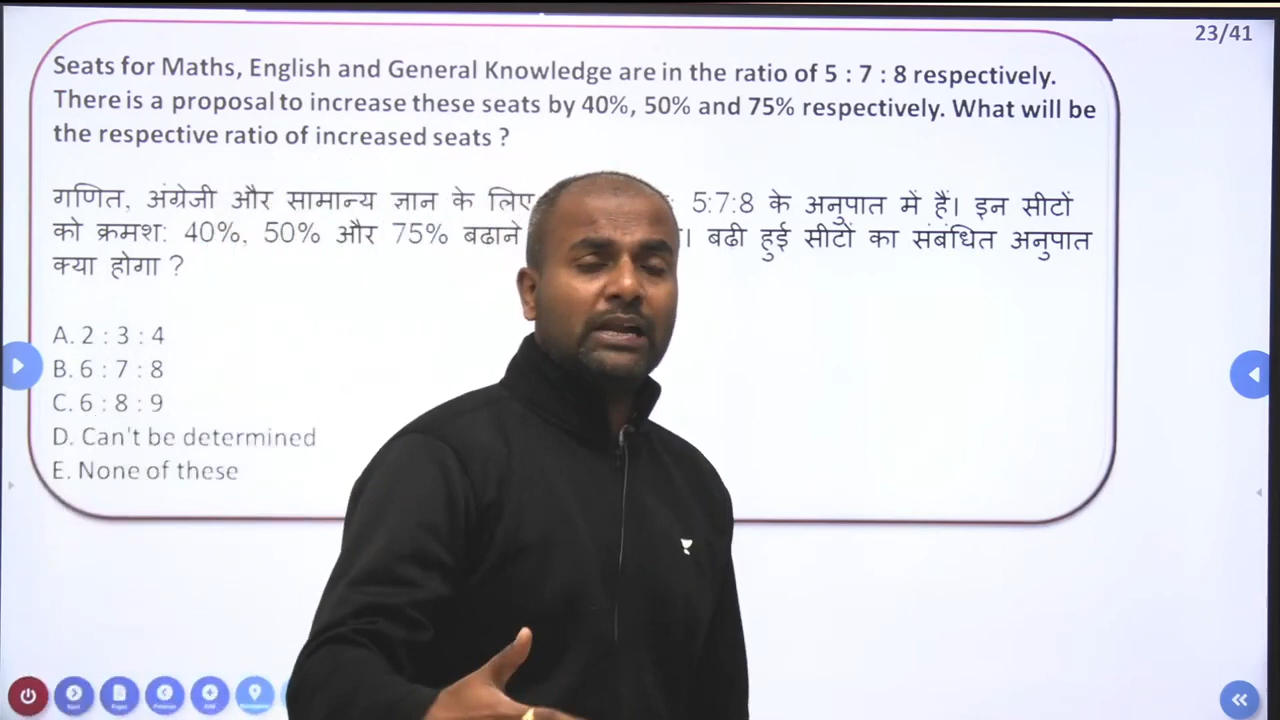 23/41
Seats for Maths, English and General Knowledge are in the ratio of 5 : 7 : 8 respectively.
There is a proposal to increase these seats by 40%, 50% and 75% respectively. What will be
the respective ratio of increased seats ?
गणित, अंग्रेजी और सामान्य ज्ञान के लिए 5:7:8 के अनुपात में हैं। इन सीटों
को क्रमश: 40%, 50% और 75% बढाने । बढी हुई सीटों का संबंधित अनुपात
क्या होगा ?
A. 2 : 3 : 4
B. 6 : 7 : 8
C. 6 : 8 : 9
D. Can't be determined
E. None of these